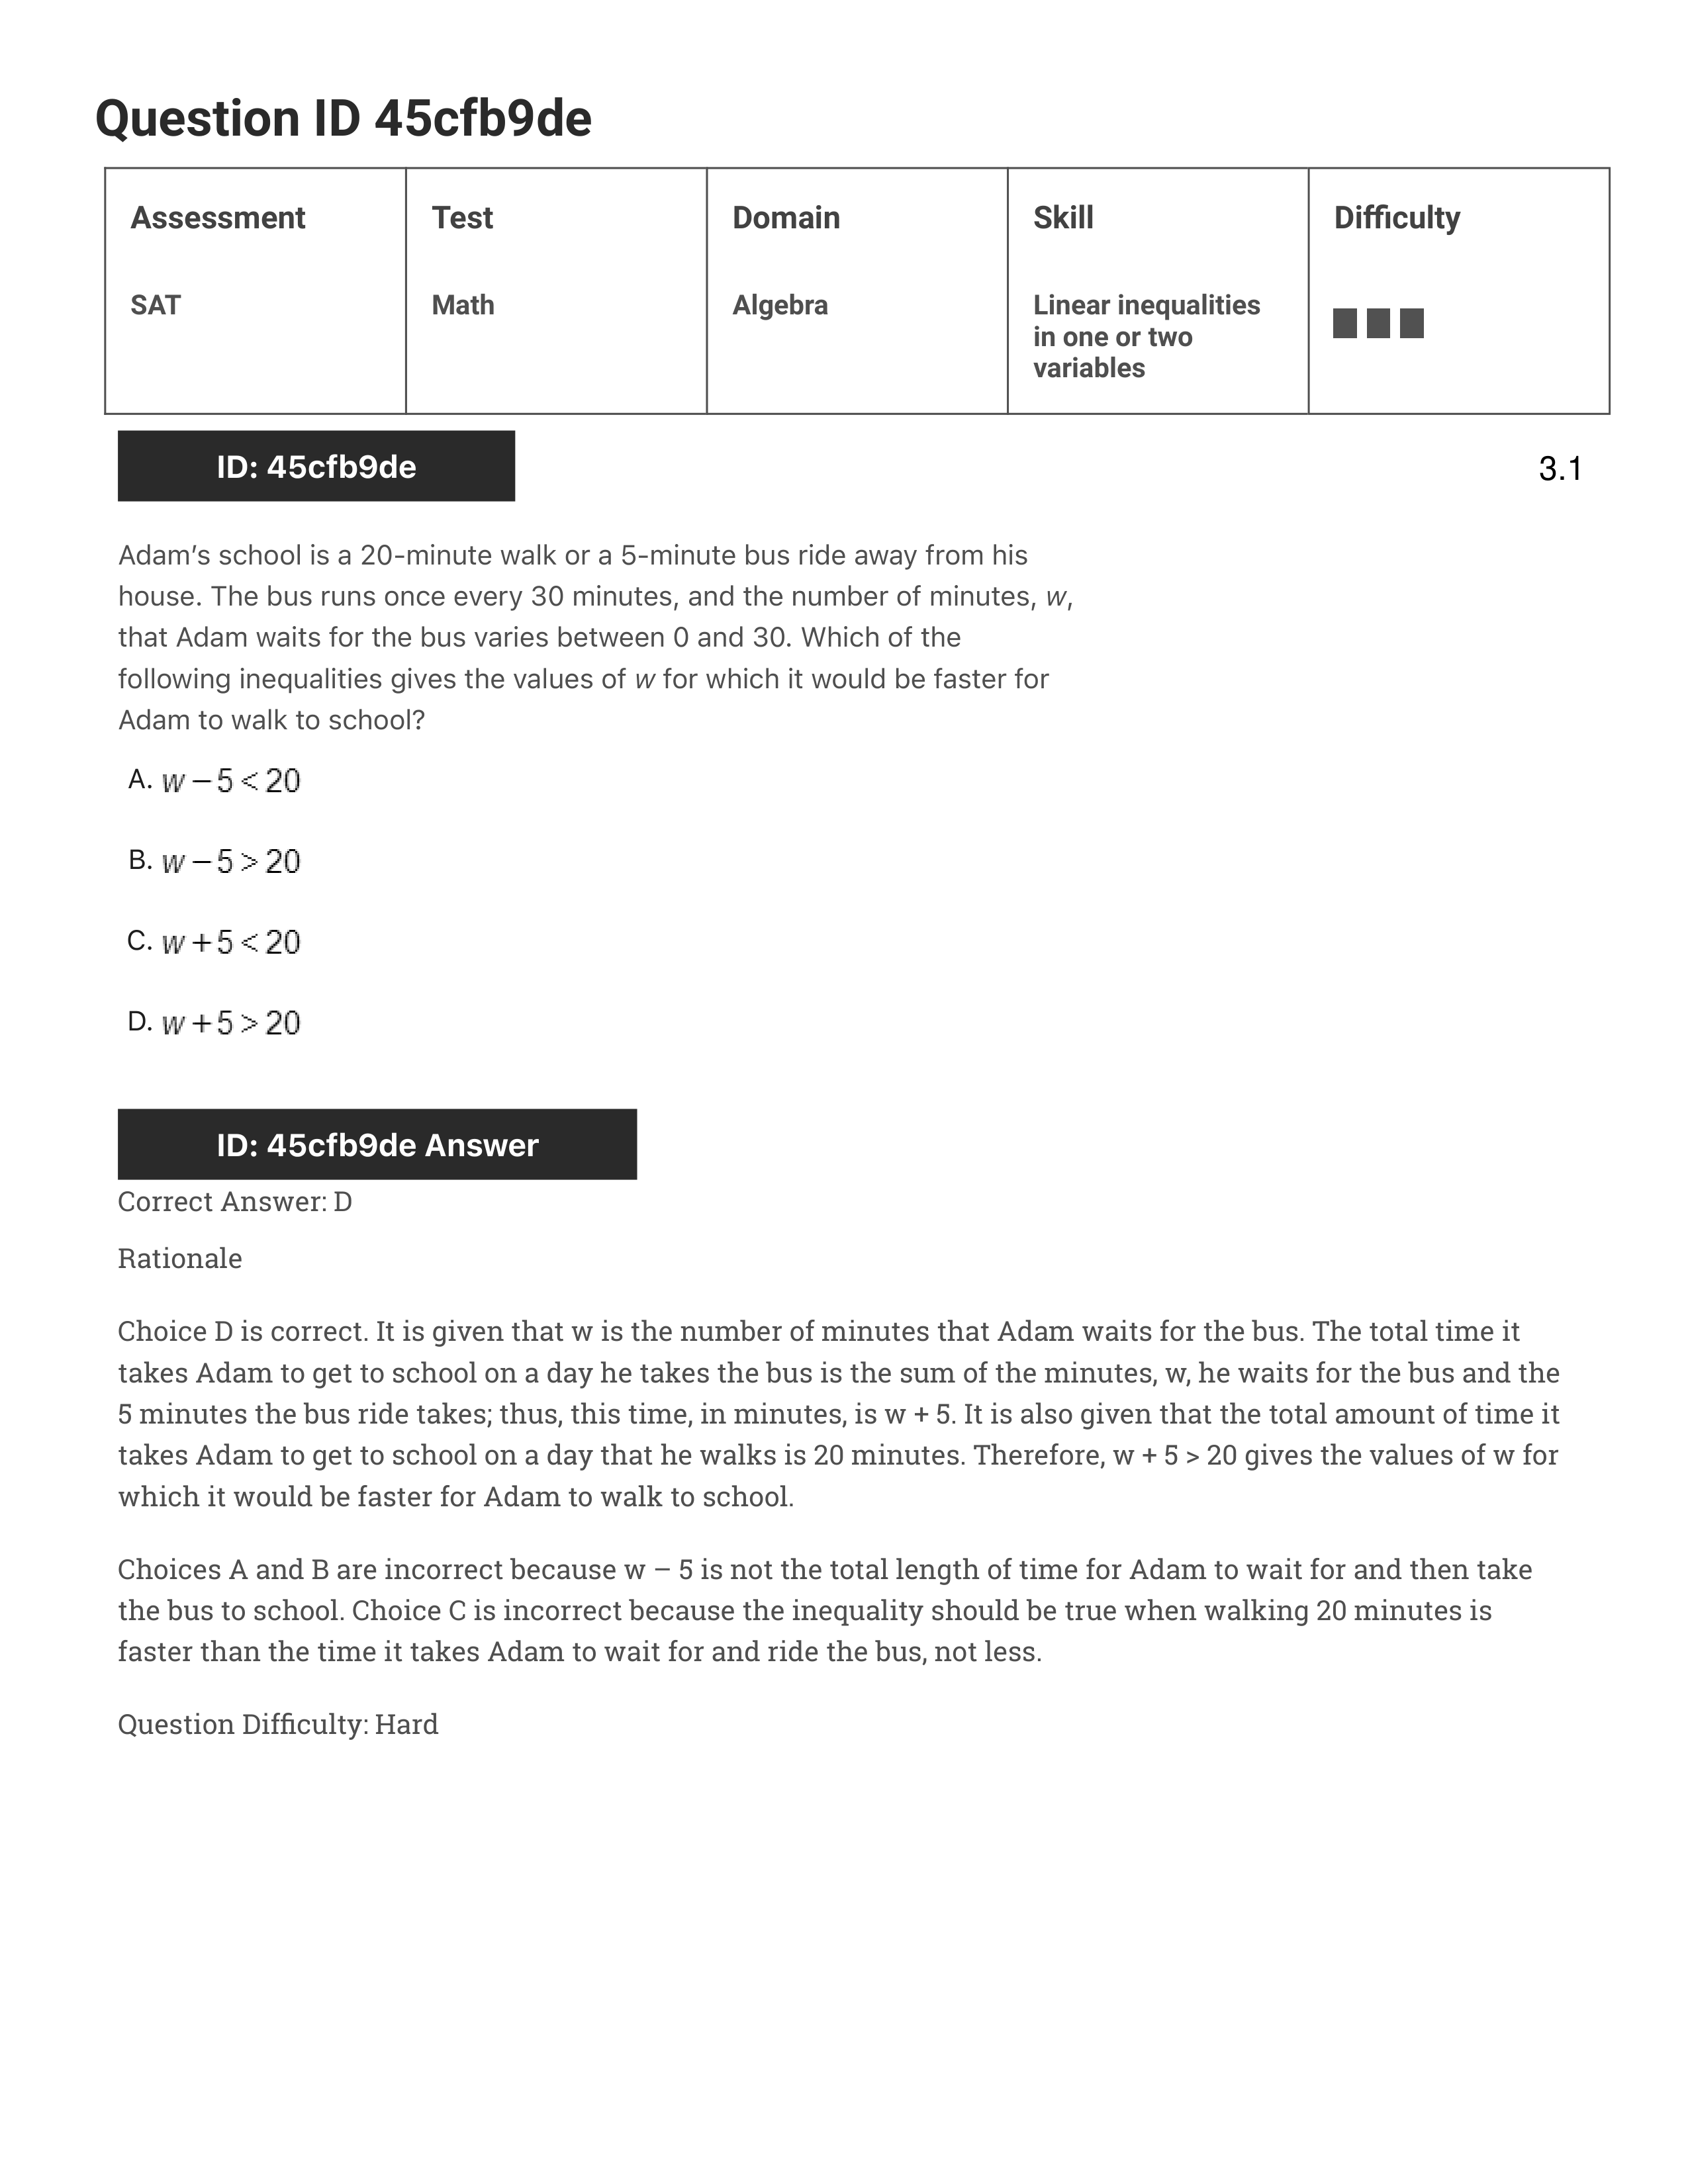 Question ID 45cfb9de
Assessment
Test
Domain
Skill
Difficulty
SAT
Math
Algebra
Linear inequalities
in one or two
variables
ID: 45cfb9de
3.1
Adam’s school is a 20-minute walk or a 5-minute bus ride away from his
house. The bus runs once every 30 minutes, and the number of minutes, w,
that Adam waits for the bus varies between 0 and 30. Which of the
following inequalities gives the values of w for which it would be faster for
Adam to walk to school?
A. w − 5 < 20
B. w − 5 > 20
C. w + 5 < 20
D. w + 5 > 20
ID: 45cfb9de Answer
Correct Answer: D
Rationale
Choice D is correct. It is given that w is the number of minutes that Adam waits for the bus. The total time it
takes Adam to get to school on a day he takes the bus is the sum of the minutes, w, he waits for the bus and the
5 minutes the bus ride takes; thus, this time, in minutes, is w + 5. It is also given that the total amount of time it
takes Adam to get to school on a day that he walks is 20 minutes. Therefore, w + 5 > 20 gives the values of w for
which it would be faster for Adam to walk to school.
Choices A and B are incorrect because w – 5 is not the total length of time for Adam to wait for and then take
the bus to school. Choice C is incorrect because the inequality should be true when walking 20 minutes is
faster than the time it takes Adam to wait for and ride the bus, not less.
Question Difficulty: Hard